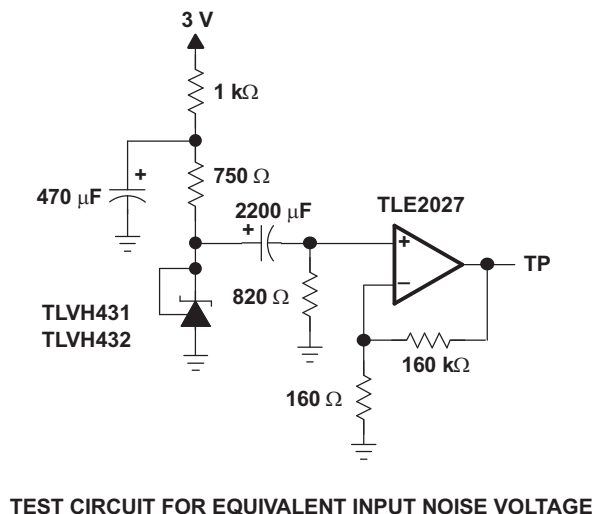 3 V
1 kΩ
750 Ω
470 μF
+
2200 μF
+
TLE2027
+
−
TP
820 Ω
TLVH431
TLVH432
160 kΩ
160 Ω
TEST CIRCUIT FOR EQUIVALENT INPUT NOISE VOLTAGE